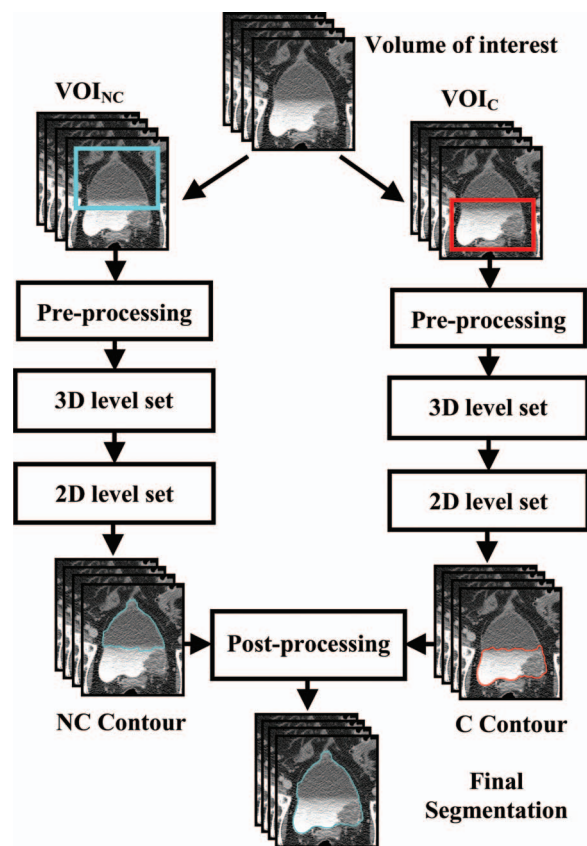 Volume of interest
VOI_NC
VOI_C
Pre-processing
Pre-processing
3D level set
3D level set
2D level set
2D level set
Post-processing
NC Contour
C Contour
Final
Segmentation